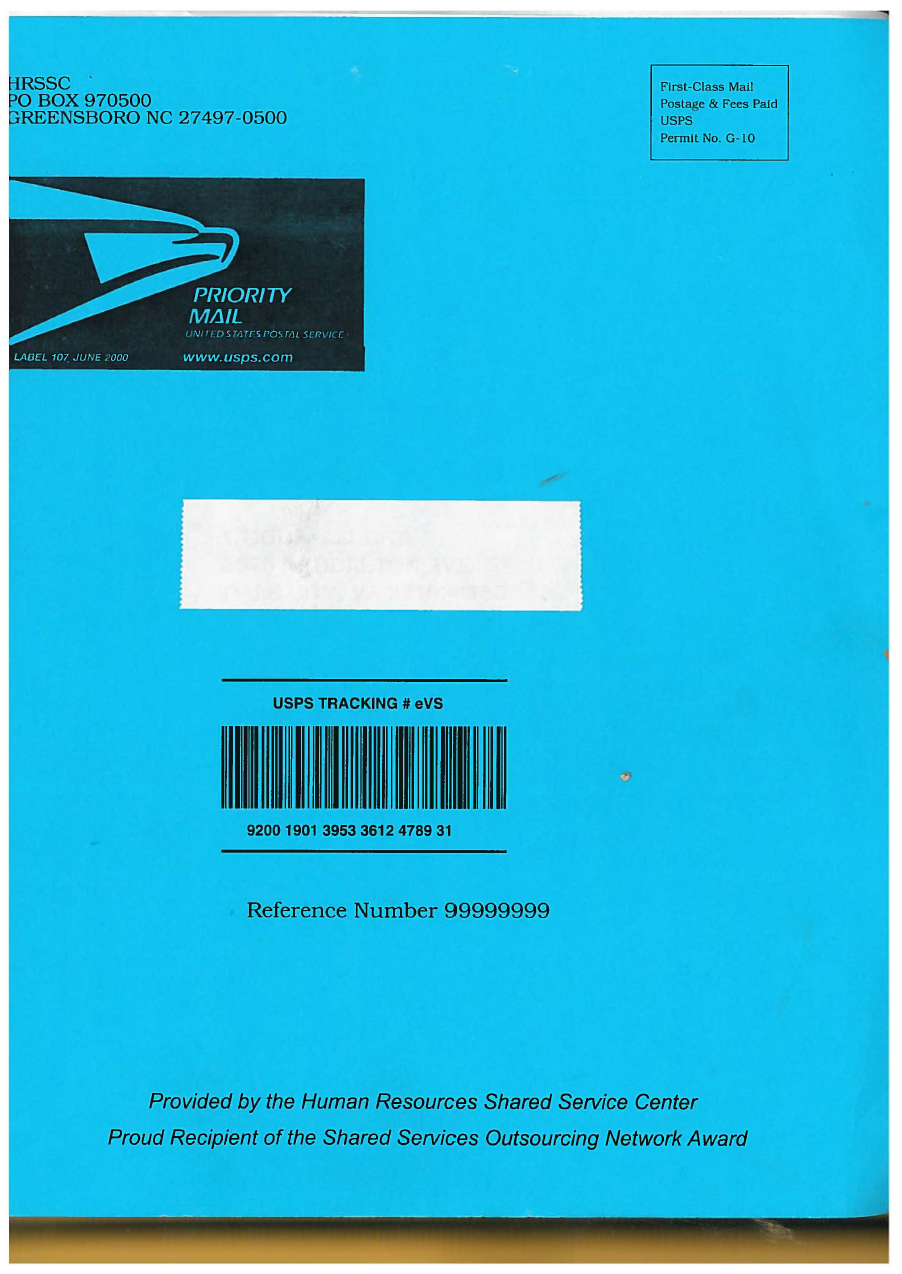 HRSSC
PO BOX 970500
GREENSBORO NC 27497-0500
First-Class Mail
Postage & Fees Paid
USPS
Permit No. G-10
PRIORITY
MAIL
UNITED STATES POSTAL SERVICE
LABEL 107, JUNE 2000
www.usps.com
USPS TRACKING # eVS
9200 1901 3953 3612 4789 31
Reference Number 99999999
Provided by the Human Resources Shared Service Center
Proud Recipient of the Shared Services Outsourcing Network Award